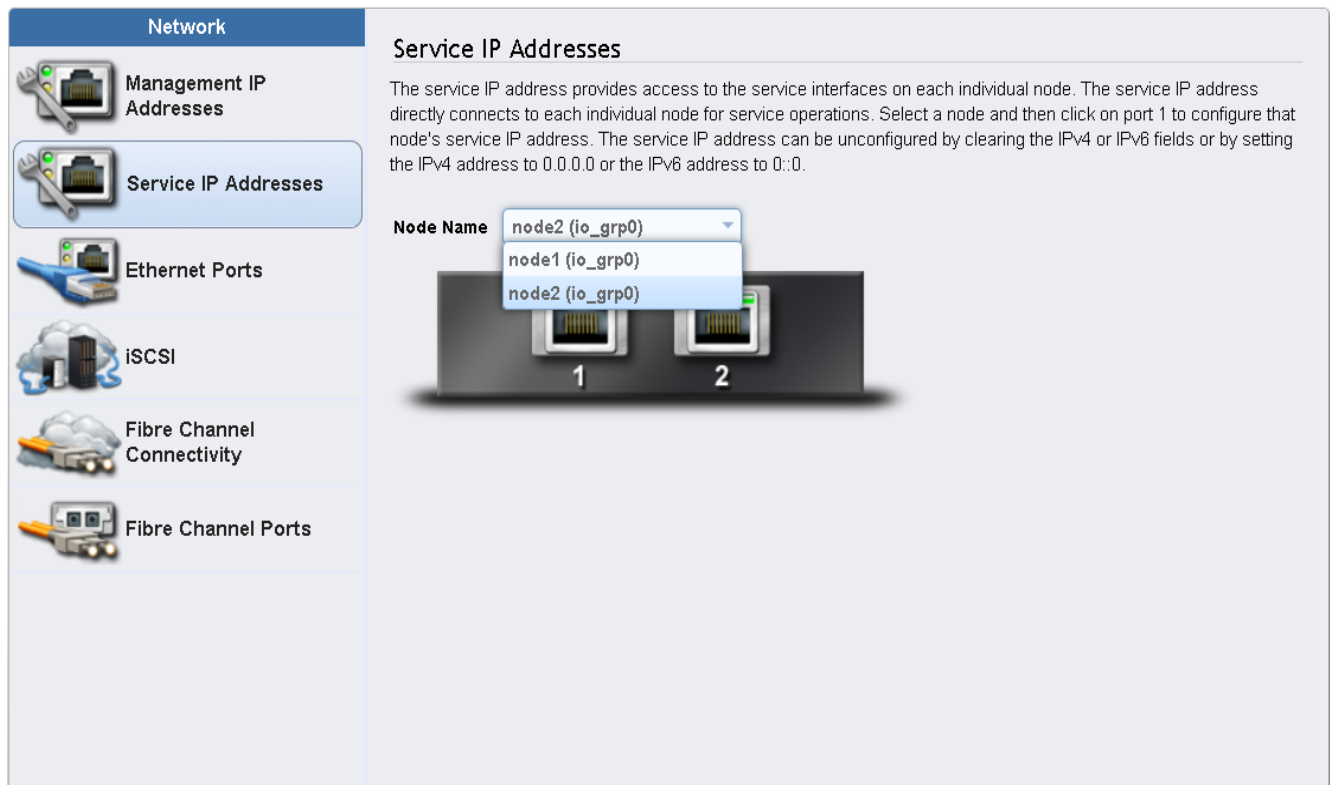 Network
Management IP
Addresses
Service IP Addresses
Ethernet Ports
iSCSI
Fibre Channel
Connectivity
Fibre Channel Ports
Service IP Addresses
The service IP address provides access to the service interfaces on each individual node. The service IP address
directly connects to each individual node for service operations. Select a node and then click on port 1 to configure that
node's service IP address. The service IP address can be unconfigured by clearing the IPv4 or IPv6 fields or by setting
the IPv4 address to 0.0.0.0 or the IPv6 address to 0::0.
Node Name node2 (io_grp0)
node1 (io_grp0)
node2 (io_grp0)
1 2